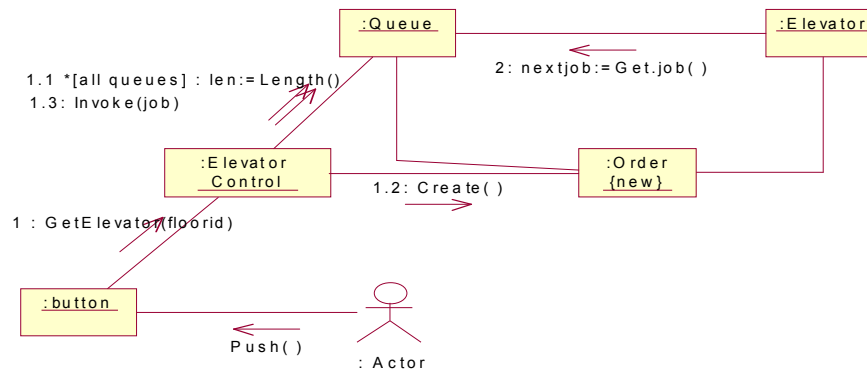 :Queue
:Elevator
1.1 *[all queues] : len:=Length()
1.3: Invoke(job)
2: nextjob:=Get.job( )
:Elevator
Control
:Order
{new}
1.2: Create( )
1 : GetElevator(floorid)
:button
Push( )
: Actor